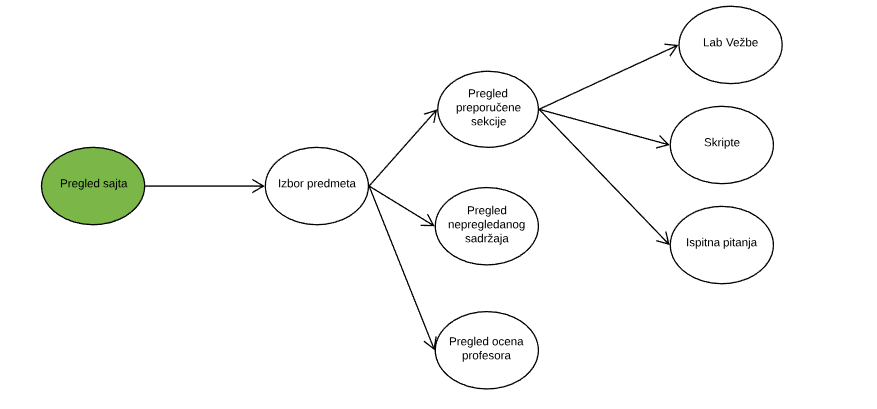 Pregled sajta
Izbor predmeta
Pregled
preporučene
sekcije
Pregled
nepregledanog
sadržaja
Pregled ocena
profesora
Lab Vežbe
Skripte
Ispitna pitanja